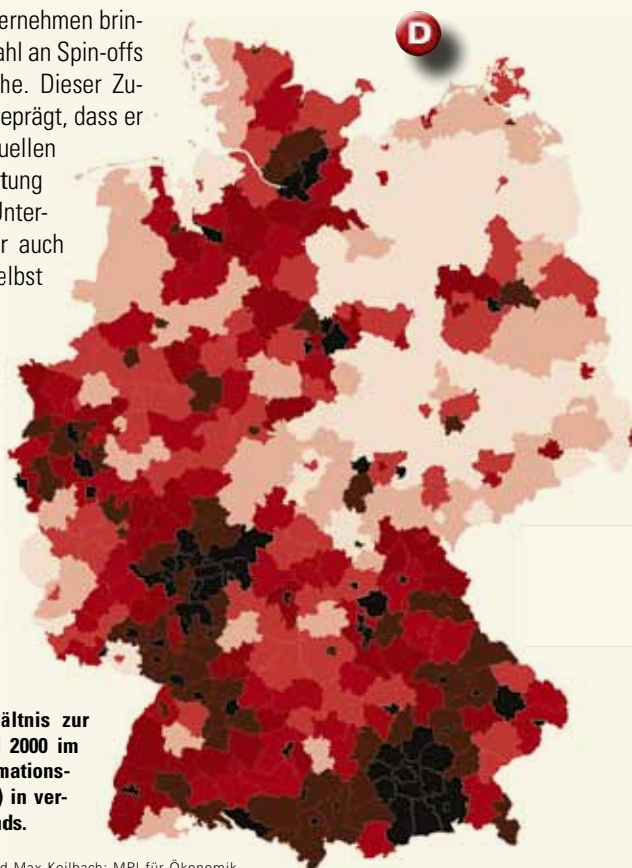 ernehmen brin-
ahl an Spin-offs
he. Dieser Zu-
eprägt, dass er
uellen
tung
Unter-
r auch
elbst
D
ältnis zur
2000 im
mations-
) in ver-
nds.
d Max Keilbach: MPI für Ökonomik